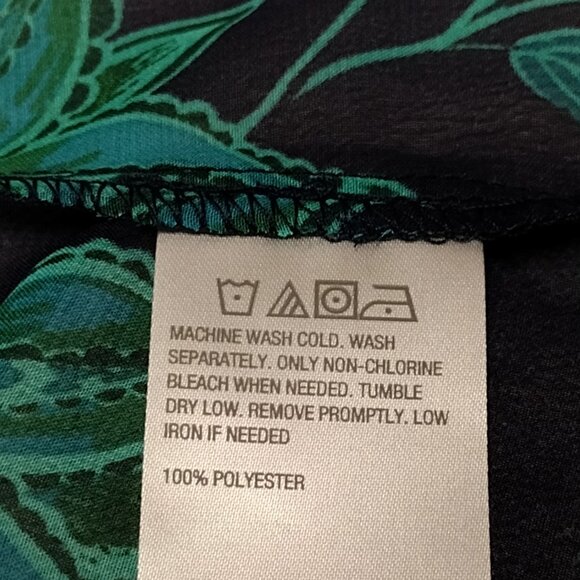 MACHINE WASH COLD. WASH
SEPARATELY. ONLY NON-CHLORINE
BLEACH WHEN NEEDED. TUMBLE
DRY LOW. REMOVE PROMPTLY. LOW
IRON IF NEEDED
100% POLYESTER